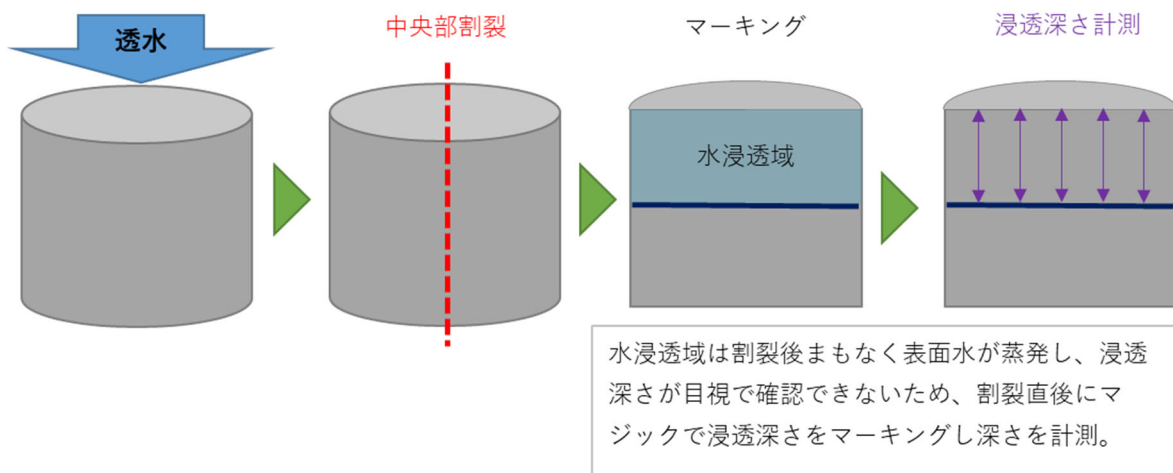 透水
中央部割裂
マーキング
浸透深さ計測
水浸透域
水浸透域は割裂後まもなく表面水が蒸発し、浸透
深さが目視で確認できないため、割裂直後にマ
ジックで浸透深さをマーキングし深さを計測。